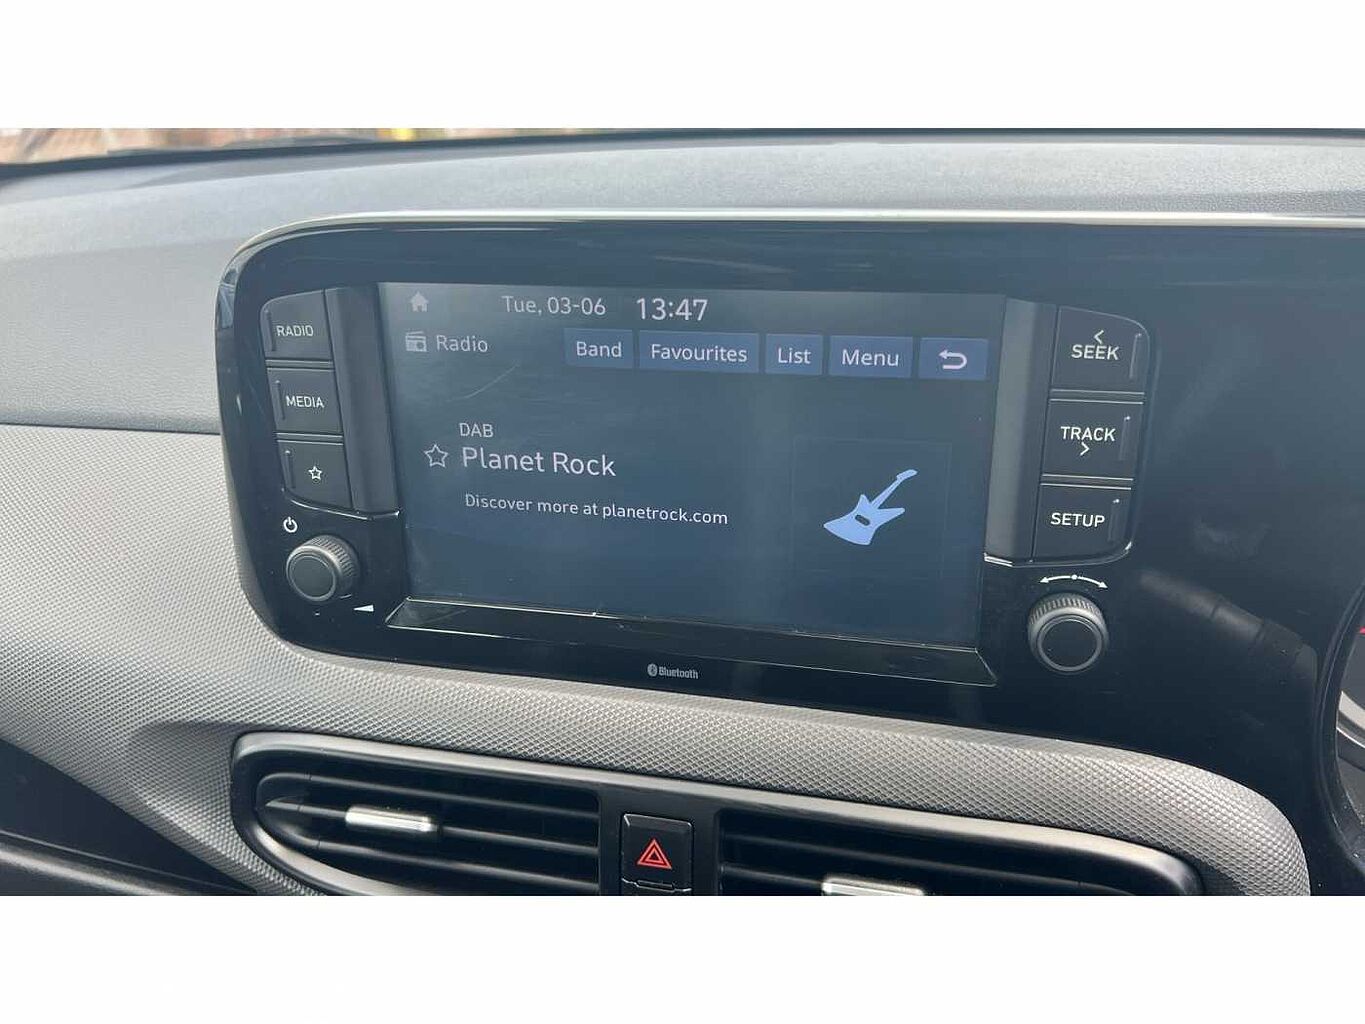 Tue, 03-06 13:47
Radio Band Favourites List Menu
DAB
Planet Rock
Discover more at planetrock.com
RADIO
MEDIA
SEEK
TRACK
SETUP
Bluetooth